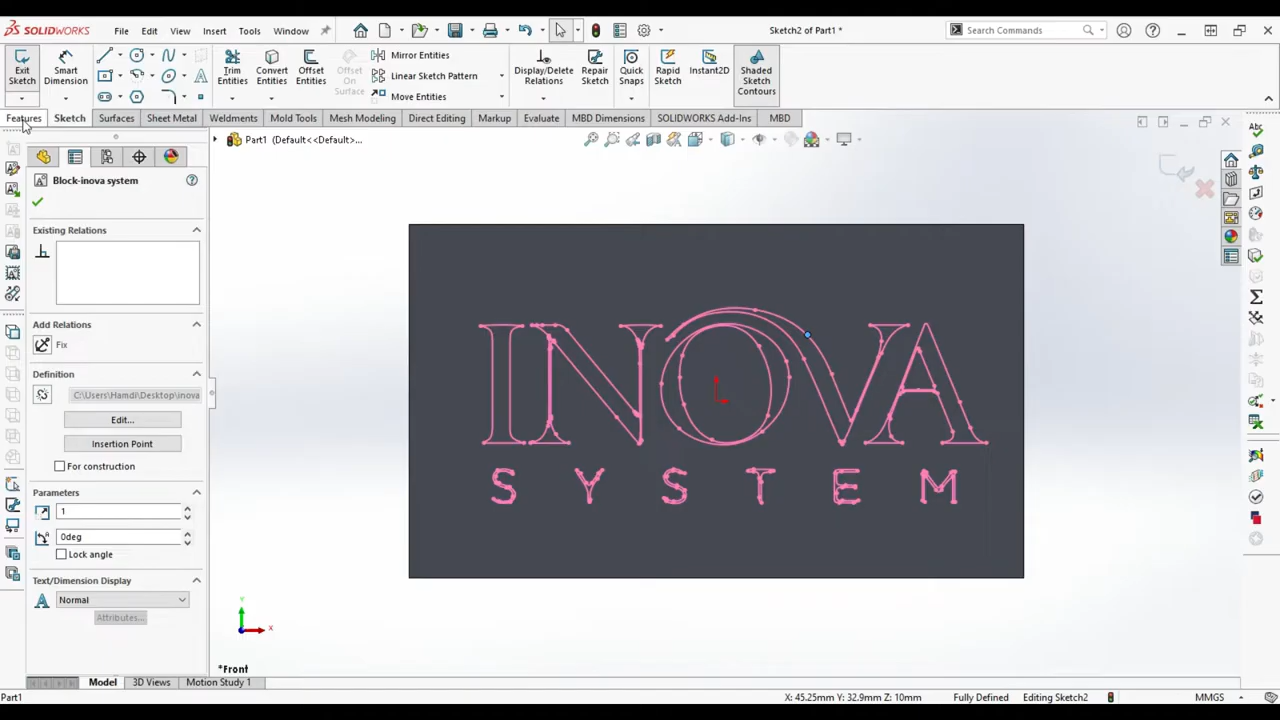 SOLIDWORKS File Edit View Insert Tools Window Sketch2 of Part1 * Search Commands
Exit Sketch Smart Dimension Trim Entities Convert Entities Offset Entities Offset On Surface Mirror Entities Linear Sketch Pattern Move Entities Display/Delete Relations Repair Sketch Quick Snaps Rapid Sketch Instant2D Shaded Sketch Contours
Features Sketch Surfaces Sheet Metal Weldments Mold Tools Mesh Modeling Direct Editing Markup Evaluate MBD Dimensions SOLIDWORKS Add-Ins MBD
Part1 (Default<<Default>...
Block-inova system
Existing Relations
Add Relations
Fix
Definition
C:\Users\Hamdi\Desktop\inova
Edit...
Insertion Point
For construction
Parameters
1
0deg
Lock angle
Text/Dimension Display
Normal
Attributes...
INOVA
SYSTEM
Y
X
*Front
Model 3D Views Motion Study 1
Part1 X: 45.25mm Y: 32.9mm Z: 10mm Fully Defined Editing Sketch2 MMGS